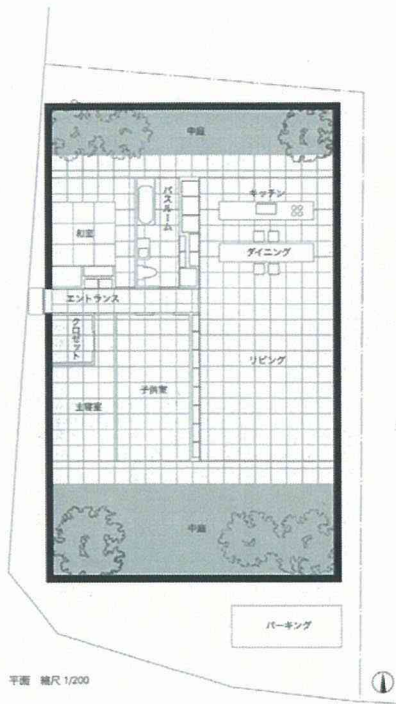 中庭
バスルーム
キッチン
和室
ダイニング
エントランス
クロゼット
リビング
子供室
主寝室
中庭
パーキング
平面 縮尺 1/200